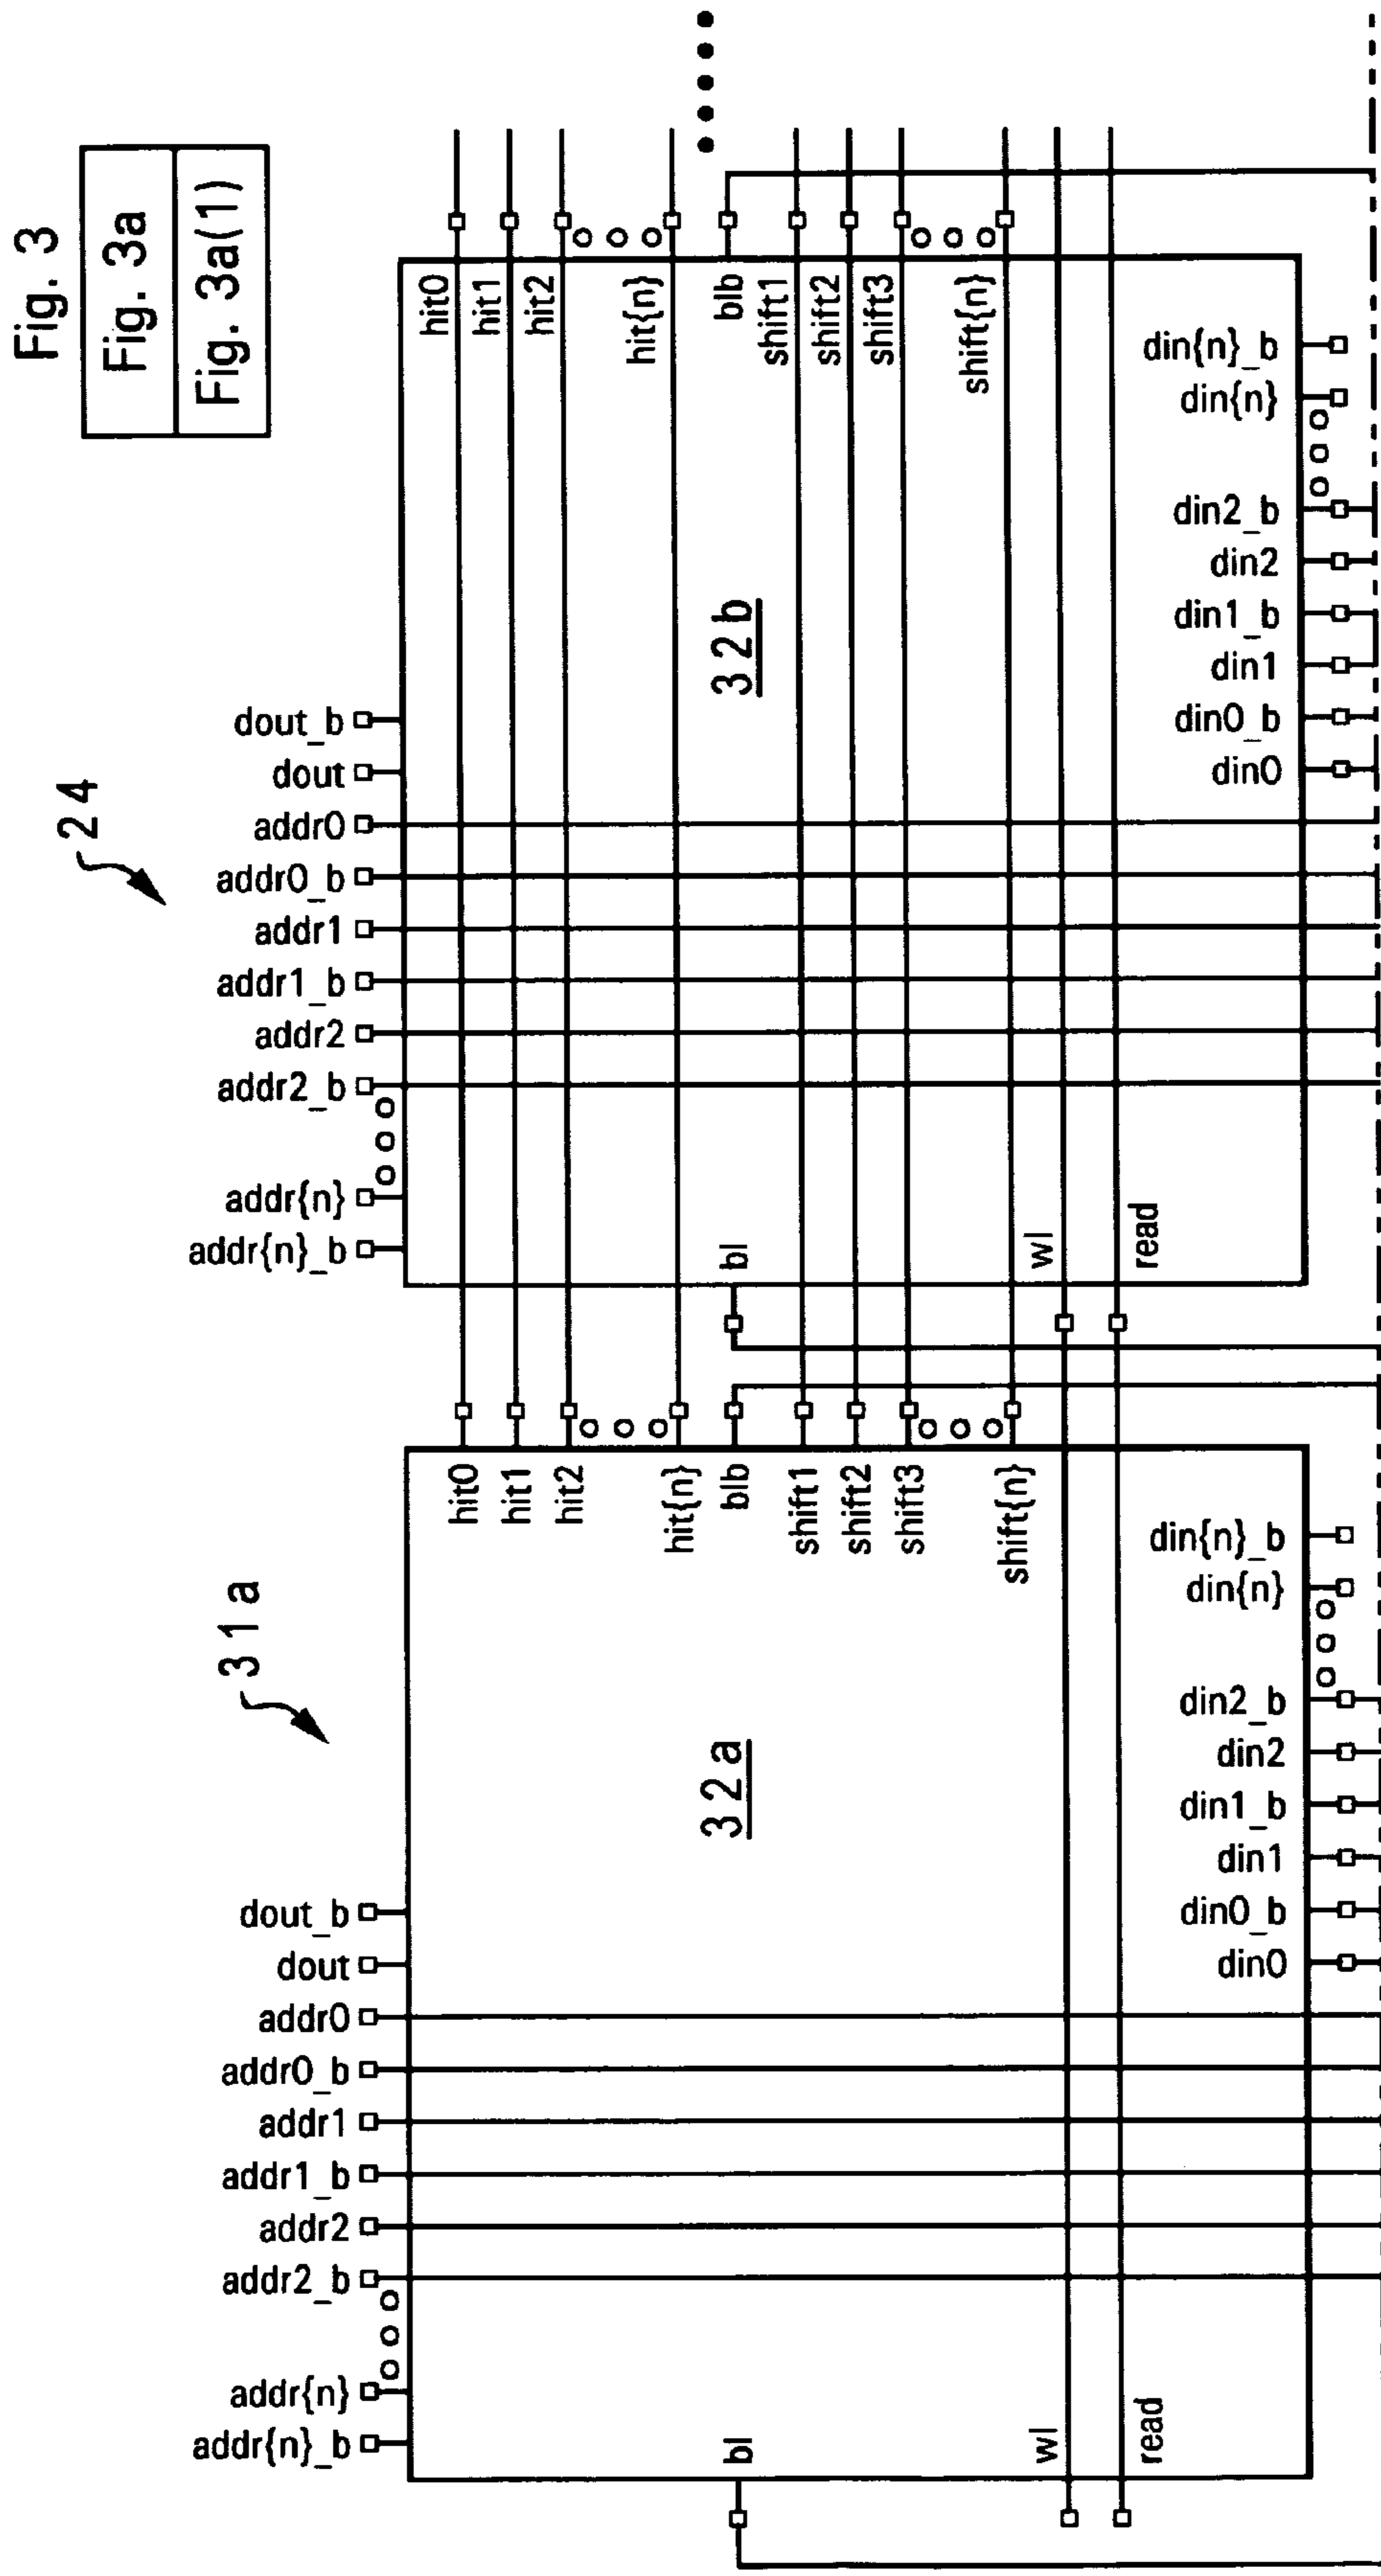 Fig. 3
Fig. 3a
Fig. 3a(1)
24
31a
dout_b
dout
addr0
addr0_b
addr1
addr1_b
addr2
addr2_b
addr{n}
addr{n}_b
hit0
hit1
hit2
hit{n}
blb
shift1
shift2
shift3
shift{n}
32b
bl
wl
read
din{n}_b
din{n}
din2_b
din2
din1_b
din1
din0_b
din0
dout_b
dout
addr0
addr0_b
addr1
addr1_b
addr2
addr2_b
addr{n}
addr{n}_b
hit0
hit1
hit2
hit{n}
blb
shift1
shift2
shift3
shift{n}
32a
bl
wl
read
din{n}_b
din{n}
din2_b
din2
din1_b
din1
din0_b
din0